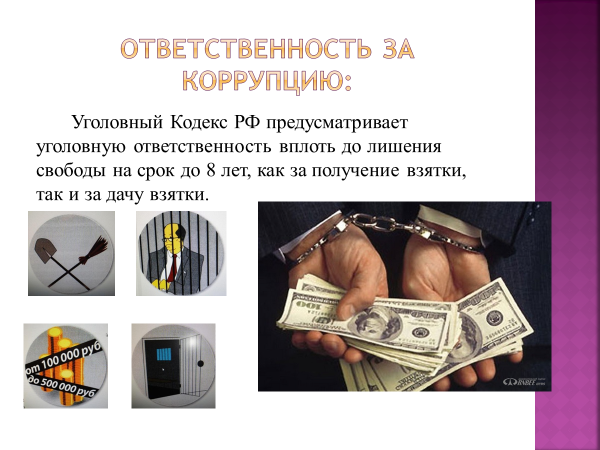 ОТВЕТСТВЕННОСТЬ ЗА
КОРРУПЦИЮ:
Уголовный Кодекс РФ предусматривает
уголовную ответственность вплоть до лишения
свободы на срок до 8 лет, как за получение взятки,
так и за дачу взятки.
от 100 000 руб
до 500 000 руб
100